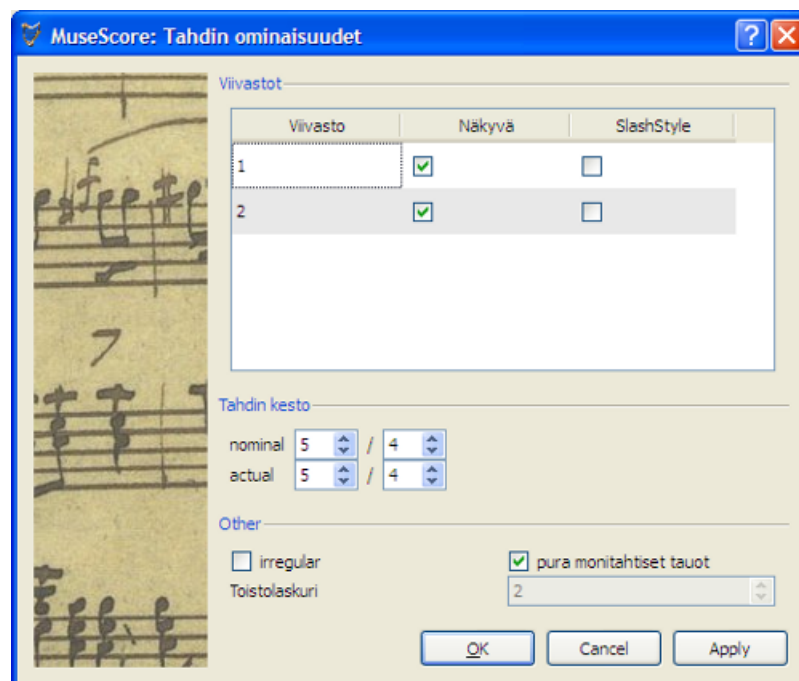 MuseScore: Tahdin ominaisuudet
Viivastot
Viivasto Näkyvä SlashStyle
1
2
Tahdin kesto
nominal 5 / 4
actual 5 / 4
Other
irregular pura monitahtiset tauot
Toistolaskuri 2
OK Cancel Apply
7